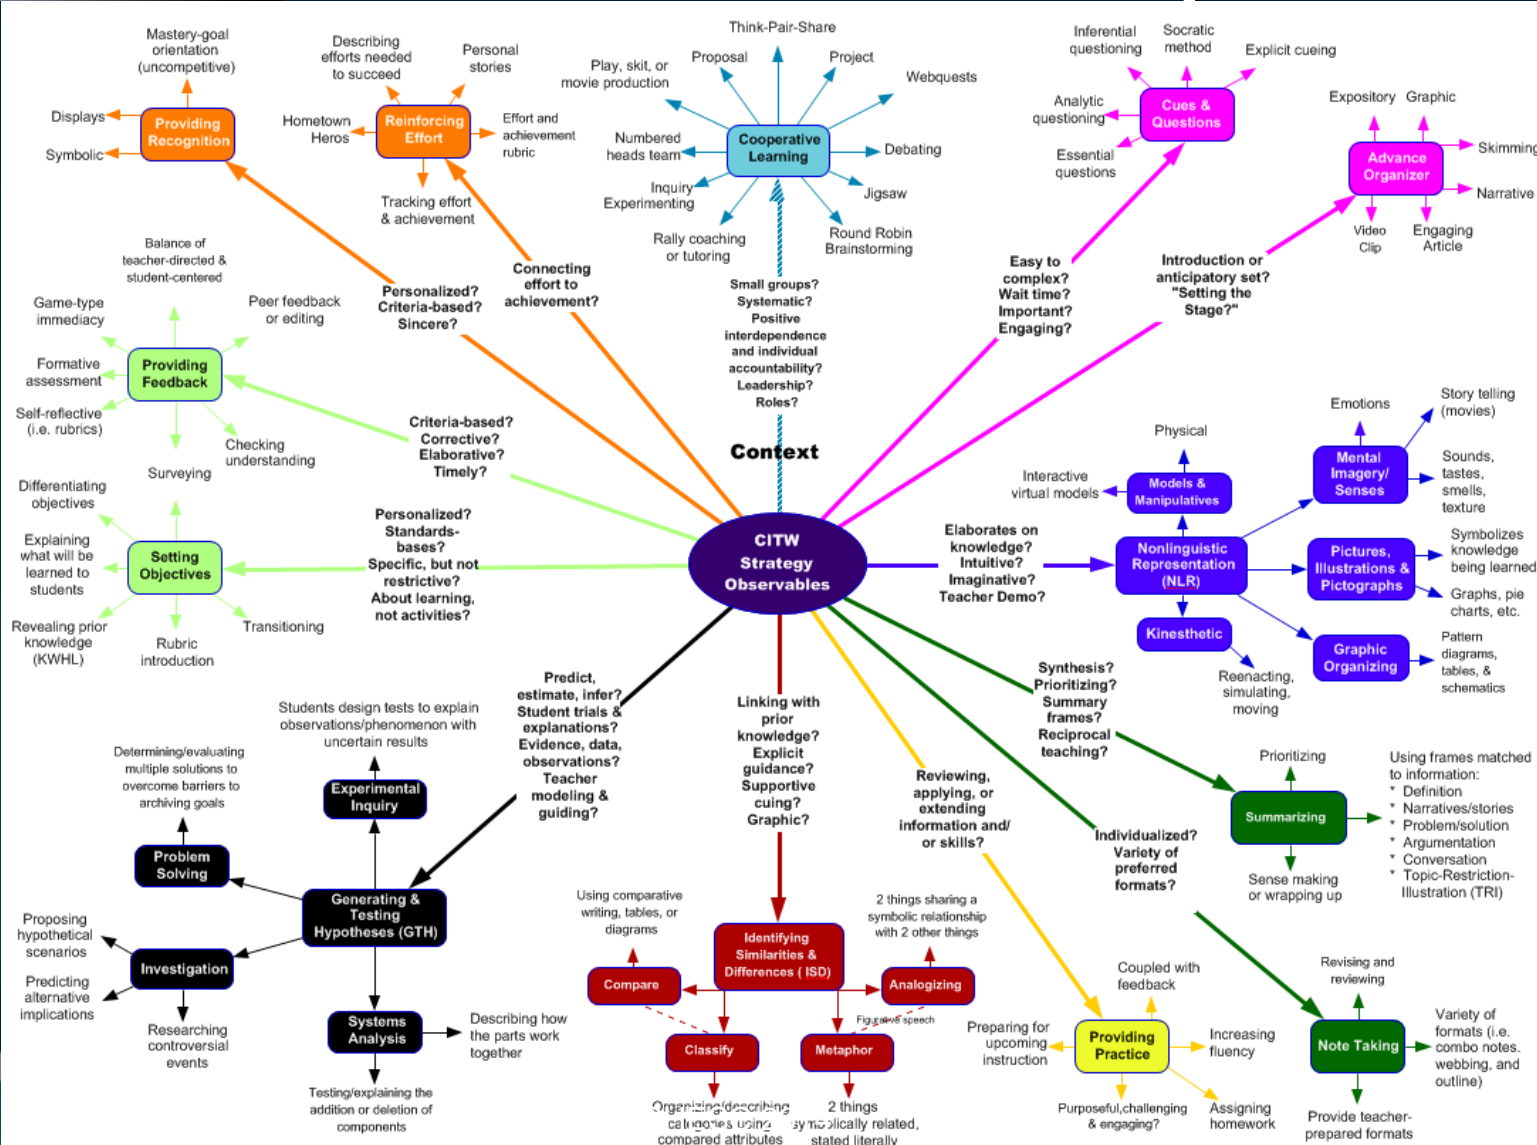 Mastery-goal
orientation
(uncompetitive)
Displays
Symbolic
Providing
Recognition
Describing
efforts needed
to succeed
Personal
stories
Hometown
Heros
Reinforcing
Effort
Effort and
achievement
rubric
Tracking effort
& achievement
Think-Pair-Share
Proposal
Project
Play, skit, or
movie production
Webquests
Numbered
heads team
Cooperative
Learning
Debating
Inquiry
Experimenting
Jigsaw
Rally coaching
or tutoring
Round Robin
Brainstorming
Inferential
questioning
Socratic
method
Explicit cueing
Analytic
questioning
Cues &
Questions
Essential
questions
Expository
Graphic
Advance
Organizer
Skimming
Narrative
Video
Clip
Engaging
Article
Personalized?
Criteria-based?
Sincere?
Connecting
effort to
achievement?
Small groups?
Systematic?
Positive
interdependence
and individual
accountability?
Leadership?
Roles?
Context
Easy to
complex?
Wait time?
Important?
Engaging?
Introduction or
anticipatory set?
"Setting the
Stage?"
Balance of
teacher-directed &
student-centered
Game-type
immediacy
Peer feedback
or editing
Formative
assessment
Providing
Feedback
Self-reflective
(i.e. rubrics)
Checking
understanding
Surveying
Criteria-based?
Corrective?
Elaborative?
Timely?
Differentiating
objectives
Explaining
what will be
learned to
students
Setting
Objectives
Revealing prior
knowledge
(KWHL)
Rubric
introduction
Transitioning
Personalized?
Standards-
bases?
Specific, but not
restrictive?
About learning,
not activities?
CITW
Strategy
Observables
Elaborates on
knowledge?
Intuitive?
Imaginative?
Teacher Demo?
Physical
Interactive
virtual models
Models &
Manipulatives
Emotions
Story telling
(movies)
Mental
Imagery/
Senses
Sounds,
tastes,
smells,
texture
Nonlinguistic
Representation
(NLR)
Pictures,
Illustrations &
Pictographs
Symbolizes
knowledge
being learned
Graphs, pie
charts, etc.
Kinesthetic
Reenacting,
simulating,
moving
Graphic
Organizing
Pattern
diagrams,
tables, &
schematics
Predict,
estimate, infer?
Student trials &
explanations?
Evidence, data,
observations?
Teacher
modeling &
guiding?
Students design tests to explain
observations/phenomenon with
uncertain results
Experimental
Inquiry
Determining/evaluating
multiple solutions to
overcome barriers to
archiving goals
Problem
Solving
Generating &
Testing
Hypotheses (GTH)
Proposing
hypothetical
scenarios
Investigation
Predicting
alternative
implications
Researching
controversial
events
Systems
Analysis
Describing how
the parts work
together
Testing/explaining the
addition or deletion of
components
Linking with
prior
knowledge?
Explicit
guidance?
Supportive
cuing?
Graphic?
Using comparative
writing, tables, or
diagrams
2 things sharing a
symbolic relationship
with 2 other things
Identifying
Similarities &
Differences ( ISD)
Compare
Analogizing
Figurative speech
Classify
Metaphor
Organizing/describing
categories using
compared attributes
2 things
symbolically related,
stated literally
Reviewing,
applying, or
extending
information and/
or skills?
Coupled with
feedback
Preparing for
upcoming
instruction
Providing
Practice
Increasing
fluency
Purposeful,challenging
& engaging?
Assigning
homework
Synthesis?
Prioritizing?
Summary
frames?
Reciprocal
teaching?
Prioritizing
Summarizing
Sense making
or wrapping up
Using frames matched
to information:
* Definition
* Narratives/stories
* Problem/solution
* Argumentation
* Conversation
* Topic-Restriction-
Illustration (TRI)
Individualized?
Variety of
preferred
formats?
Revising and
reviewing
Note Taking
Variety of
formats (i.e.
combo notes.
webbing, and
outline)
Provide teacher-
prepared formats